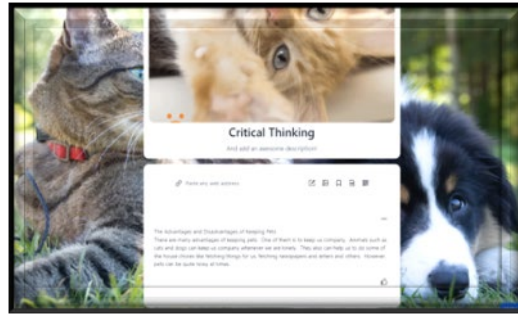 Critical Thinking
And add an awesome description!
Paste any web address
The Advantages and Disadvantages of Keeping Pets
There are many advantages of keeping pets. One of them is to keep us company. Animals such as
cats and dogs can keep us company whenever we are lonely. They also can help us to do some of
the house chores like fetching things for us, fetching newspapers and letters and others. However,
pets can be quite noisy at times.